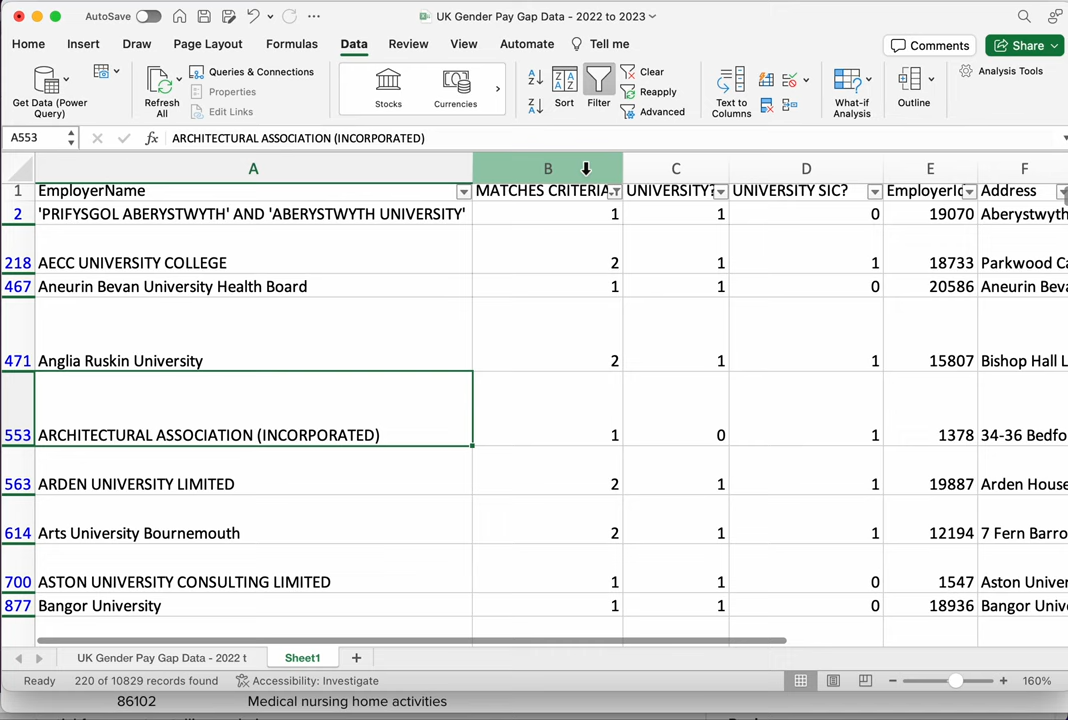 AutoSave UK Gender Pay Gap Data - 2022 to 2023
Home Insert Draw Page Layout Formulas Data Review View Automate Tell me Comments Share
Get Data (Power Query) Refresh All Queries & Connections Properties Edit Links Stocks Currencies Sort Filter Clear Reapply Advanced Text to Columns What-if Analysis Outline Analysis Tools
A553 fx ARCHITECTURAL ASSOCIATION (INCORPORATED)
A B C D E F
1 EmployerName MATCHES CRITERIA UNIVERSITY? UNIVERSITY SIC? EmployerId Address
2 'PRIFYSGOL ABERYSTWYTH' AND 'ABERYSTWYTH UNIVERSITY' 1 1 0 19070 Aberystwyth
218 AECC UNIVERSITY COLLEGE 2 1 1 18733 Parkwood Ca
467 Aneurin Bevan University Health Board 1 1 0 20586 Aneurin Beva
471 Anglia Ruskin University 2 1 1 15807 Bishop Hall L
553 ARCHITECTURAL ASSOCIATION (INCORPORATED) 1 0 1 1378 34-36 Bedfo
563 ARDEN UNIVERSITY LIMITED 2 1 1 19887 Arden House
614 Arts University Bournemouth 2 1 1 12194 7 Fern Barro
700 ASTON UNIVERSITY CONSULTING LIMITED 1 1 0 1547 Aston Univer
877 Bangor University 1 1 0 18936 Bangor Univ
UK Gender Pay Gap Data - 2022 t Sheet1
Ready 220 of 10829 records found Accessibility: Investigate 160%
86102 Medical nursing home activities